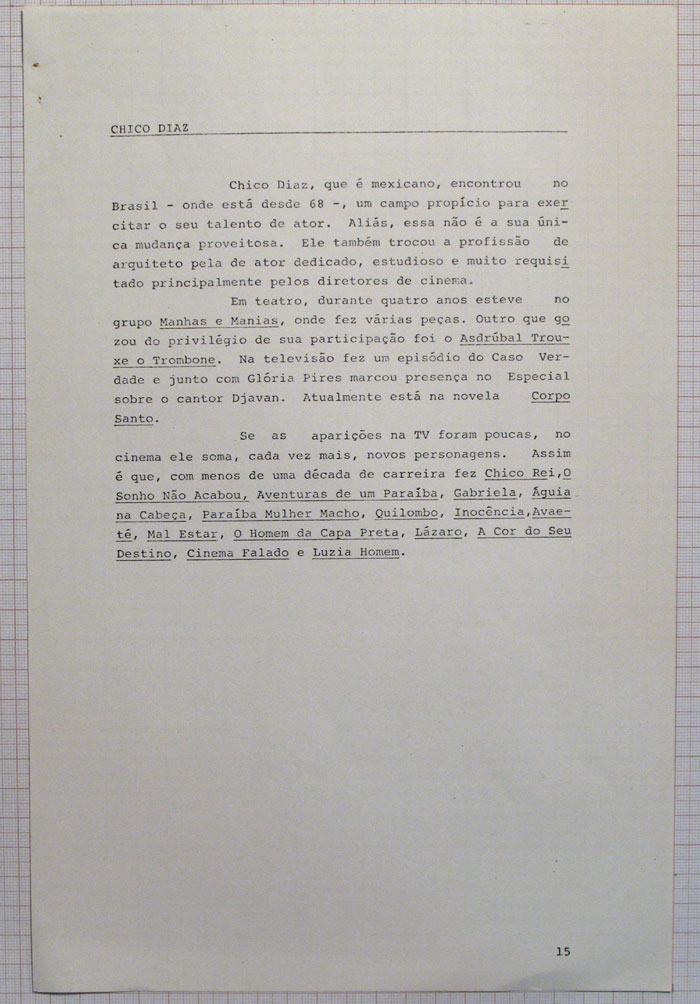 CHICO DIAZ
Chico Diaz, que é mexicano, encontrou no
Brasil - onde está desde 68 -, um campo propício para exer
citar o seu talento de ator. Aliás, essa não é a sua úni-
ca mudança proveitosa. Ele também trocou a profissão de
arquiteto pela de ator dedicado, estudioso e muito requisi
tado principalmente pelos diretores de cinema.
Em teatro, durante quatro anos esteve no
grupo Manhas e Manias, onde fez várias peças. Outro que go
zou do privilégio de sua participação foi o Asdrúbal Trou-
xe o Trombone. Na televisão fez um episódio do Caso Ver-
dade e junto com Glória Pires marcou presença no Especial
sobre o cantor Djavan. Atualmente está na novela Corpo
Santo.
Se as aparições na TV foram poucas, no
cinema ele soma, cada vez mais, novos personagens. Assim
é que, com menos de uma década de carreira fez Chico Rei,O
Sonho Não Acabou, Aventuras de um Paraíba, Gabriela, Águia
na Cabeça, Paraíba Mulher Macho, Quilombo, Inocência,Avae-
té, Mal Estar, O Homem da Capa Preta, Lázaro, A Cor do Seu
Destino, Cinema Falado e Luzia Homem.
15